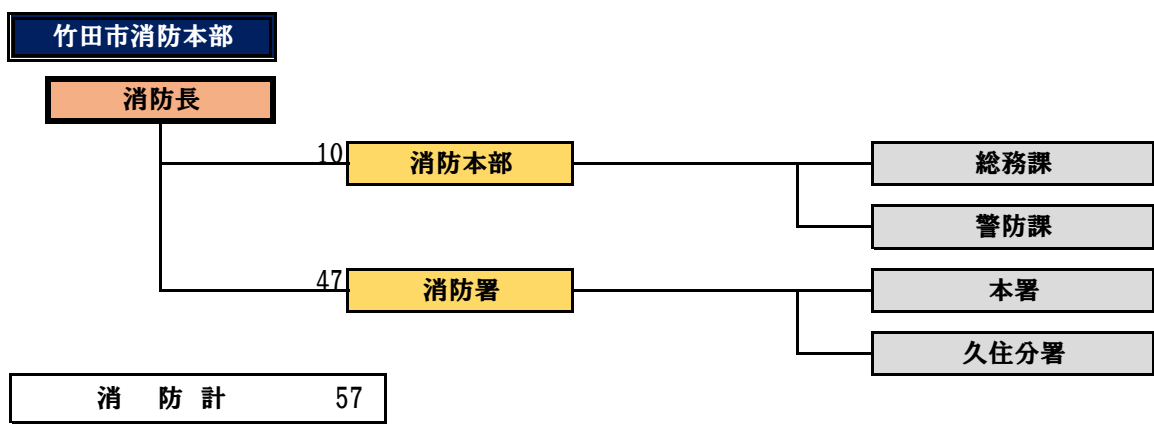 竹田市消防本部
消防長
10 消防本部 総務課
警防課
47 消防署 本署
久住分署
消 防 計 57